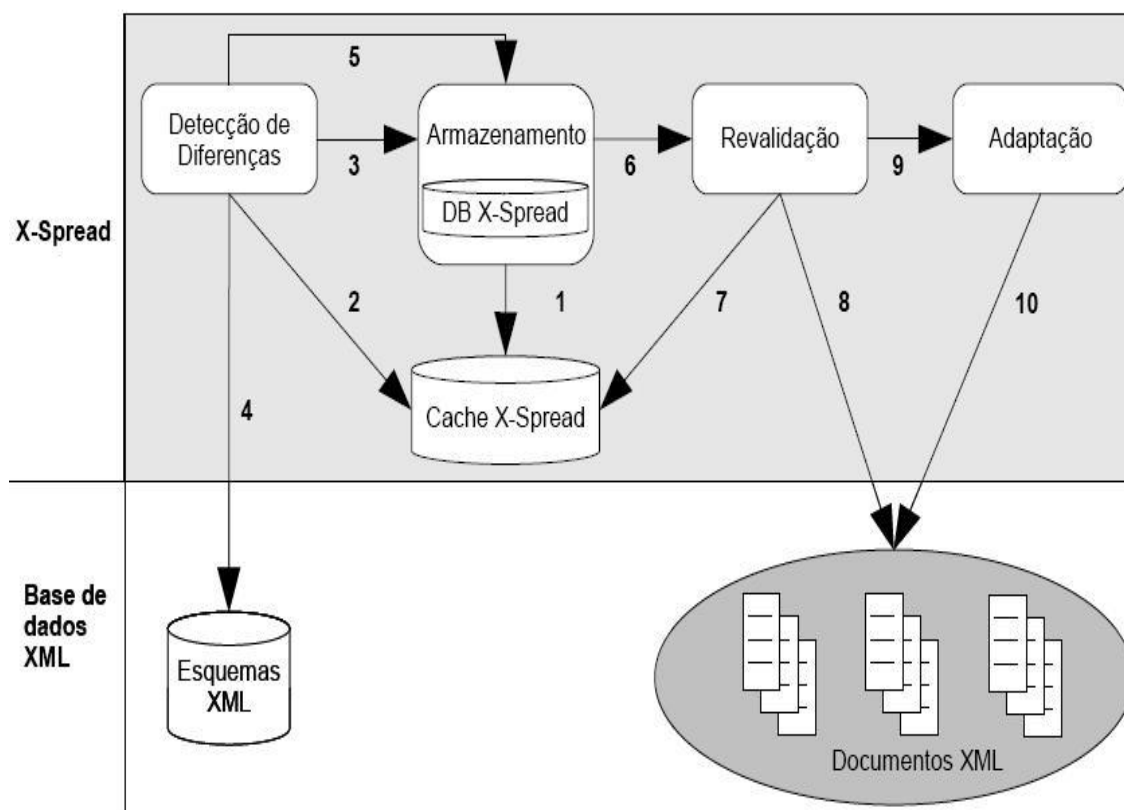 5
Detecção de
Diferenças
3
Armazenamento
DB X-Spread
6
Revalidação
9
Adaptação
X-Spread
2
1
7
8
10
4
Cache X-Spread
Base de
dados
XML
Esquemas
XML
Documentos XML